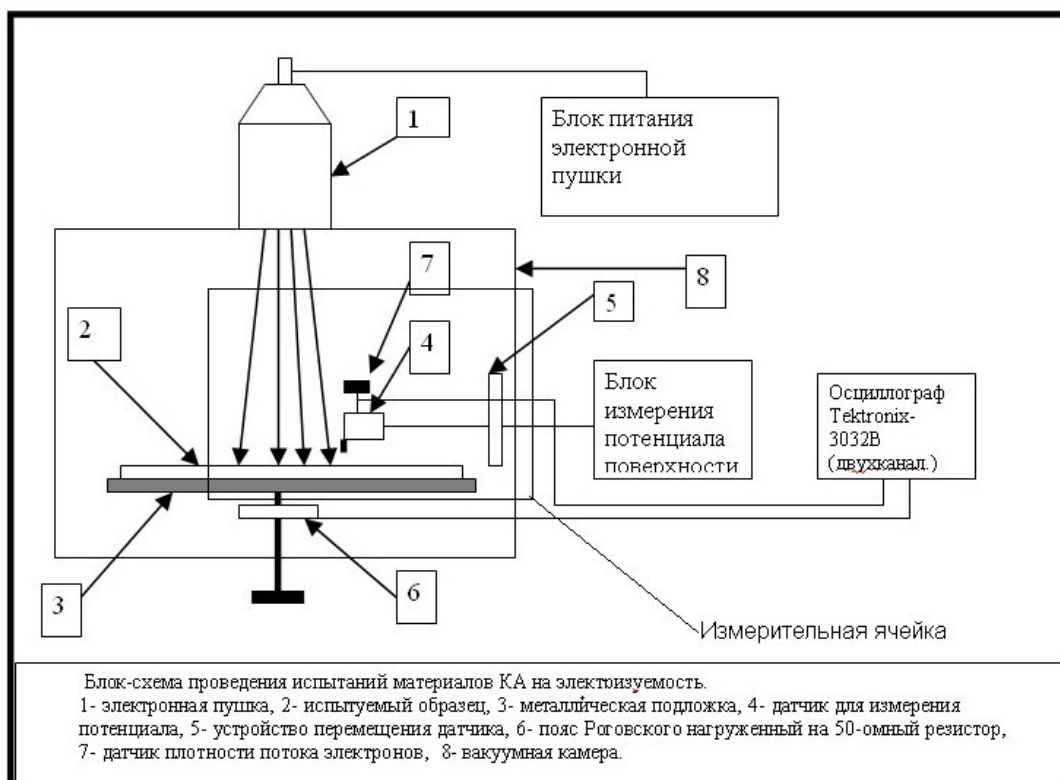 1
Блок питания
электронной
пушки
7
8
5
2
4
Блок
измерения
потенциала
поверхности
Осциллограф
Tektronix-
3032В
(двухканал.)
3
6
Измерительная ячейка
Блок-схема проведения испытаний материалов КА на электоизуемость.
1- электронная пушка, 2- испытуемый образец, 3- металлическая подложка, 4- датчик для измерения
потенциала, 5- устройство перемещения датчика, 6- пояс Роговского нагруженный на 50-омный резистор,
7- датчик плотности потока электронов, 8- вакуумная камера.